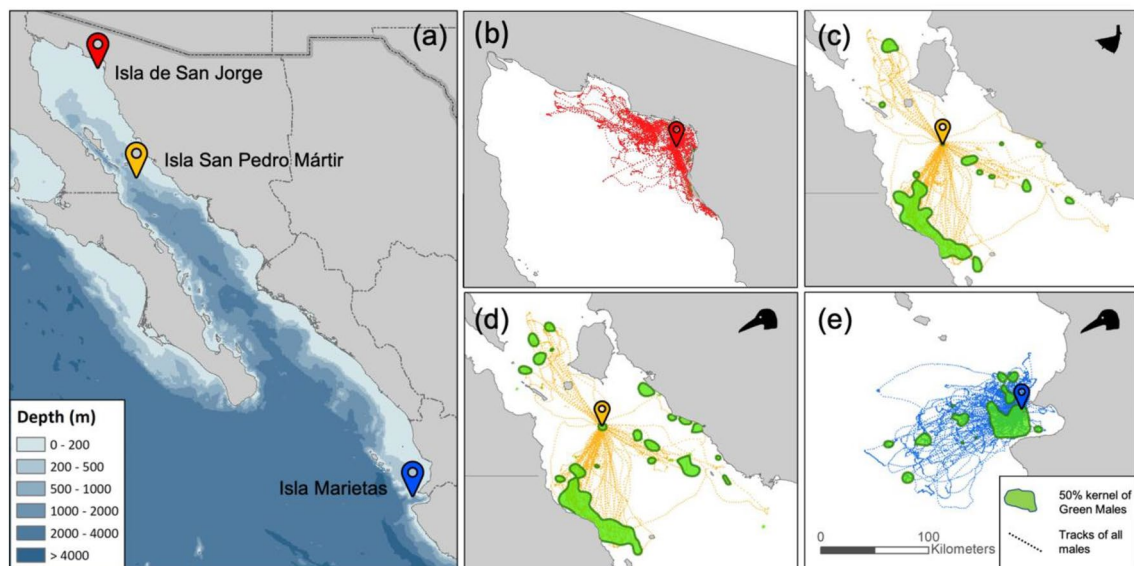 (a)
Isla de San Jorge
Isla San Pedro Mártir
Isla Marietas
Depth (m)
0 - 200
200 - 500
500 - 1000
1000 - 2000
2000 - 4000
> 4000
(b)
(c)
(d)
(e)
50% kernel of
Green Males
Tracks of all
males
0 100
Kilometers